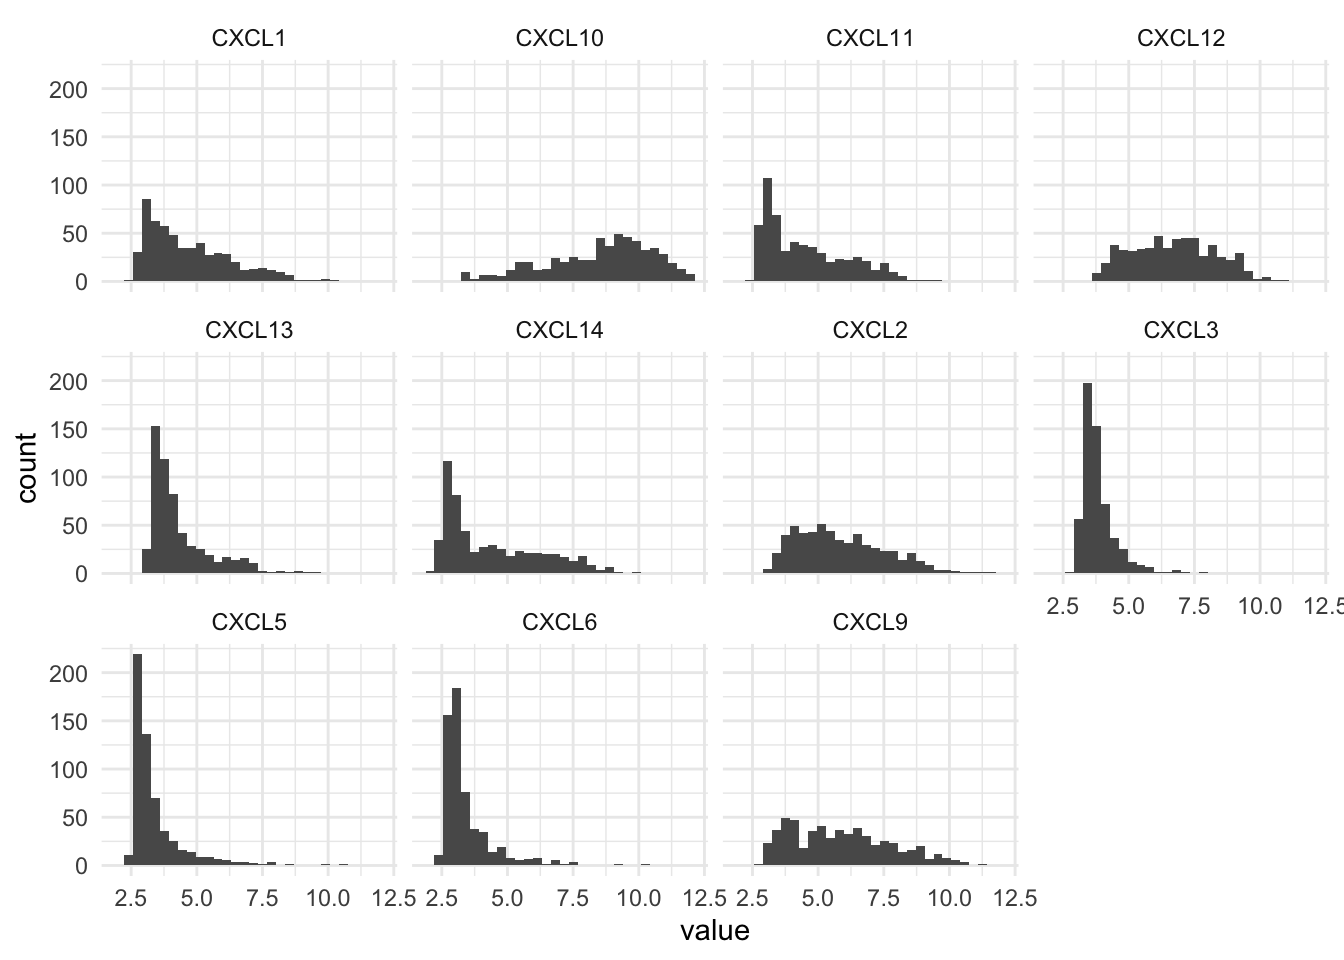 CXCL1 CXCL10 CXCL11 CXCL12
200
150
100
50
0
CXCL13 CXCL14 CXCL2 CXCL3
200
150
100
50
0
2.5 5.0 7.5 10.0 12.5
CXCL5 CXCL6 CXCL9
200
150
100
50
0
2.5 5.0 7.5 10.0 12.5 2.5 5.0 7.5 10.0 12.5 2.5 5.0 7.5 10.0 12.5
value
count